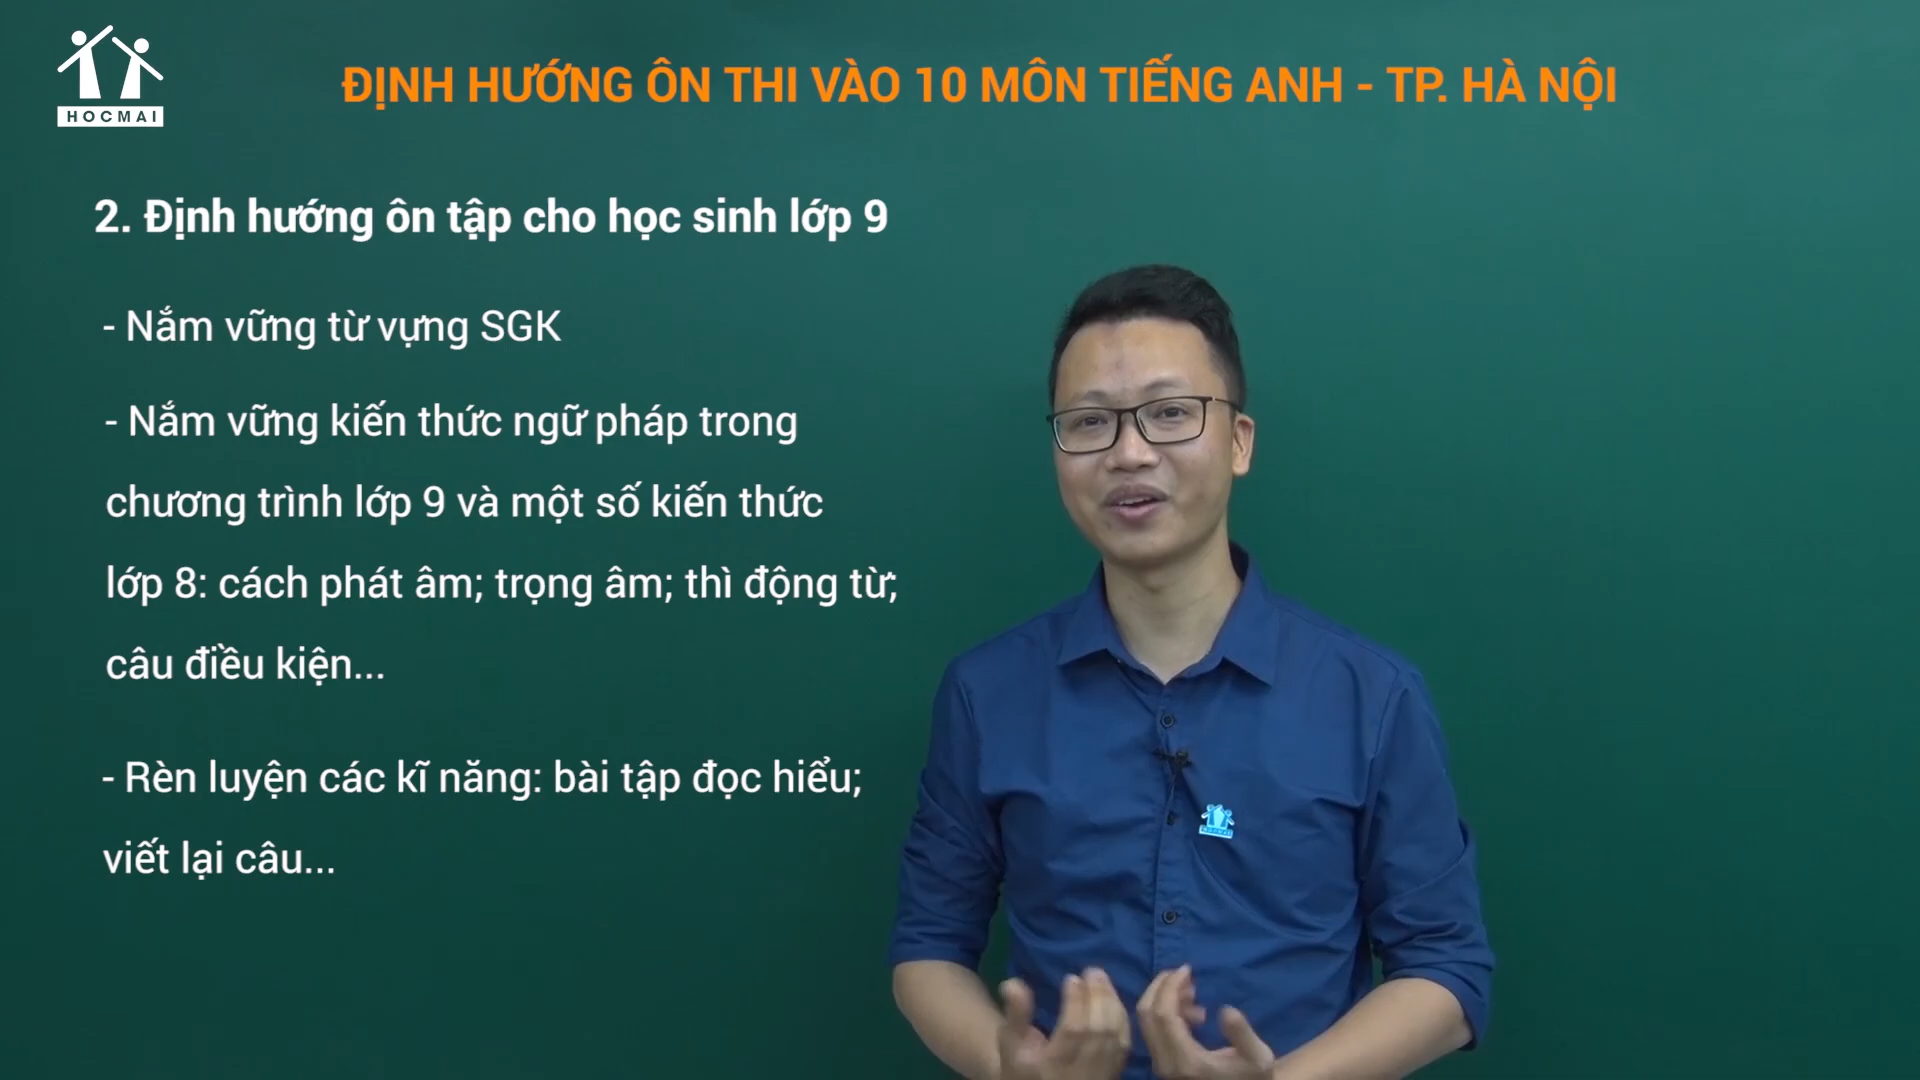 HOCMAI
ĐỊNH HƯỚNG ÔN THI VÀO 10 MÔN TIẾNG ANH - TP. HÀ NỘI
2. Định hướng ôn tập cho học sinh lớp 9
- Nắm vững từ vựng SGK
- Nắm vững kiến thức ngữ pháp trong
chương trình lớp 9 và một số kiến thức
lớp 8: cách phát âm; trọng âm; thì động từ;
câu điều kiện...
- Rèn luyện các kĩ năng: bài tập đọc hiểu;
viết lại câu...
HOCMAI